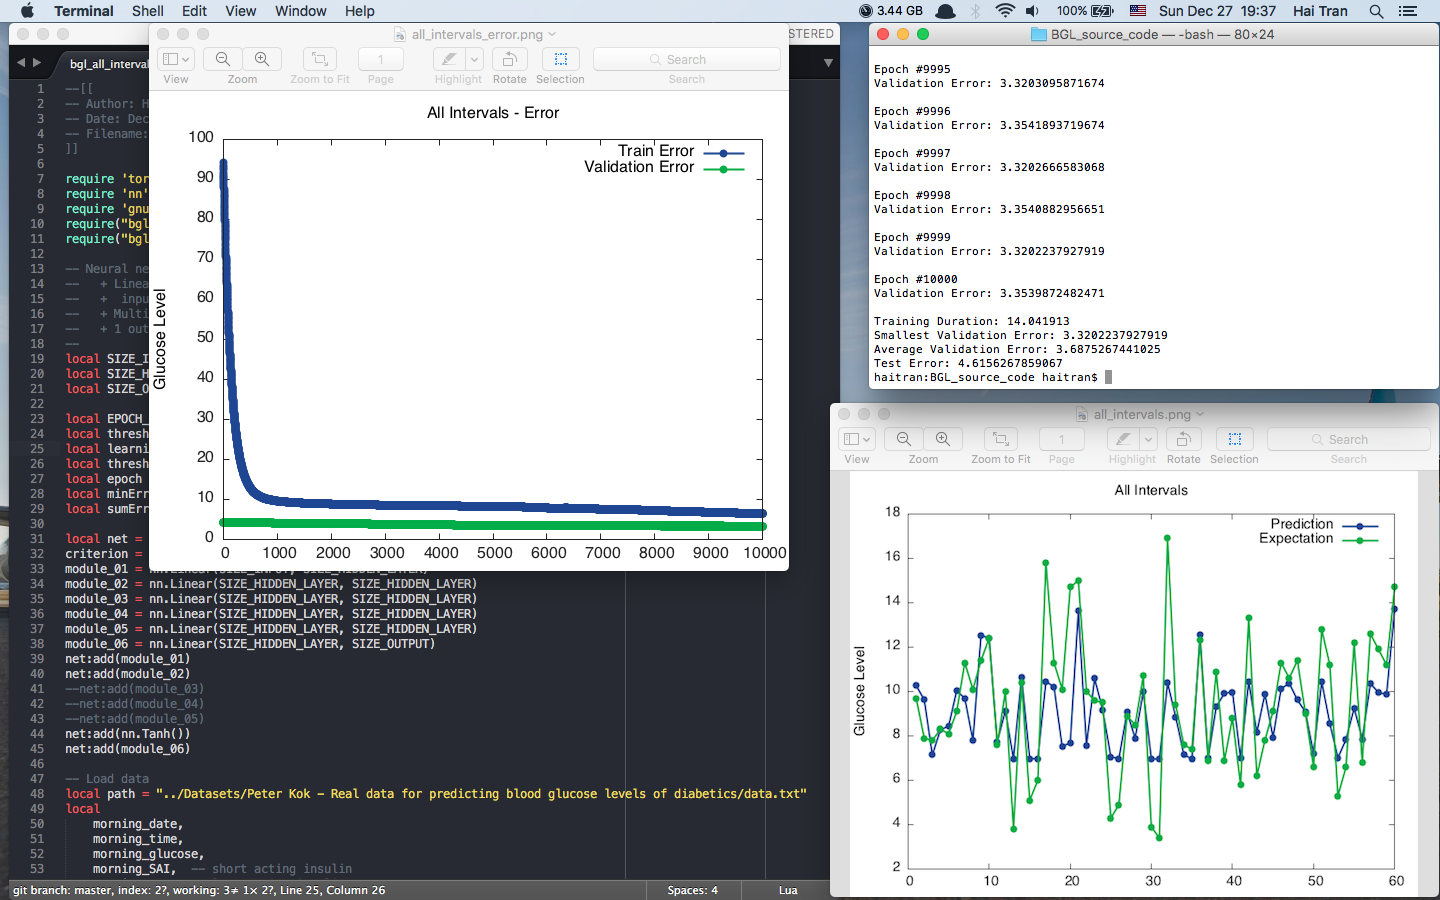 Terminal Shell Edit View Window Help
3.44 GB 100% Sun Dec 27 19:37 Hai Tran
STERED
bgl_all_interval
1 --[[
2 -- Author: H
3 -- Date: Dec
4 -- Filename:
5 ]]
6
7 require 'tor
8 require 'nn'
9 require 'gnu
10 require("bgl
11 require("bgl
12
13 -- Neural ne
14 -- + Linea
15 -- + inpu
16 -- + Multi
17 -- + 1 out
18 --
19 local SIZE_I
20 local SIZE_H
21 local SIZE_O
22
23 local EPOCH_
24 local thresh
25 local learni
26 local thresh
27 local epoch
28 local minErr
29 local sumErr
30
31 local net =
32 criterion =
33 module_01 = nn.Linear(SIZE_INPUT, SIZE_HIDDEN_LAYER)
34 module_02 = nn.Linear(SIZE_HIDDEN_LAYER, SIZE_HIDDEN_LAYER)
35 module_03 = nn.Linear(SIZE_HIDDEN_LAYER, SIZE_HIDDEN_LAYER)
36 module_04 = nn.Linear(SIZE_HIDDEN_LAYER, SIZE_HIDDEN_LAYER)
37 module_05 = nn.Linear(SIZE_HIDDEN_LAYER, SIZE_HIDDEN_LAYER)
38 module_06 = nn.Linear(SIZE_HIDDEN_LAYER, SIZE_OUTPUT)
39 net:add(module_01)
40 net:add(module_02)
41 --net:add(module_03)
42 --net:add(module_04)
43 --net:add(module_05)
44 net:add(nn.Tanh())
45 net:add(module_06)
46
47 -- Load data
48 local path = "../Datasets/Peter Kok - Real data for predicting blood glucose levels of diabetics/data.txt"
49 local
50 morning_date,
51 morning_time,
52 morning_glucose,
53 morning_SAI, -- short acting insulin
git branch: master, index: 2?, working: 3≠ 1× 2?, Line 25, Column 26
Spaces: 4
Lua
all_intervals_error.png
1 Search
View Zoom Zoom to Fit Page Highlight Rotate Selection Search
All Intervals - Error
Train Error
Validation Error
Glucose Level
100
90
80
70
60
50
40
30
20
10
0
0 1000 2000 3000 4000 5000 6000 7000 8000 9000 10000
BGL_source_code — -bash — 80×24
Epoch #9995
Validation Error: 3.3203095871674
Epoch #9996
Validation Error: 3.3541893719674
Epoch #9997
Validation Error: 3.3202666583068
Epoch #9998
Validation Error: 3.3540882956651
Epoch #9999
Validation Error: 3.3202237927919
Epoch #10000
Validation Error: 3.3539872482471
Training Duration: 14.041913
Smallest Validation Error: 3.3202237927919
Average Validation Error: 3.6875267441025
Test Error: 4.6156267859067
haitran:BGL_source_code haitran$
all_intervals.png
1 Search
View Zoom Zoom to Fit Page Highlight Rotate Selection Search
All Intervals
Prediction
Expectation
Glucose Level
18
16
14
12
10
8
6
4
2
0 10 20 30 40 50 60